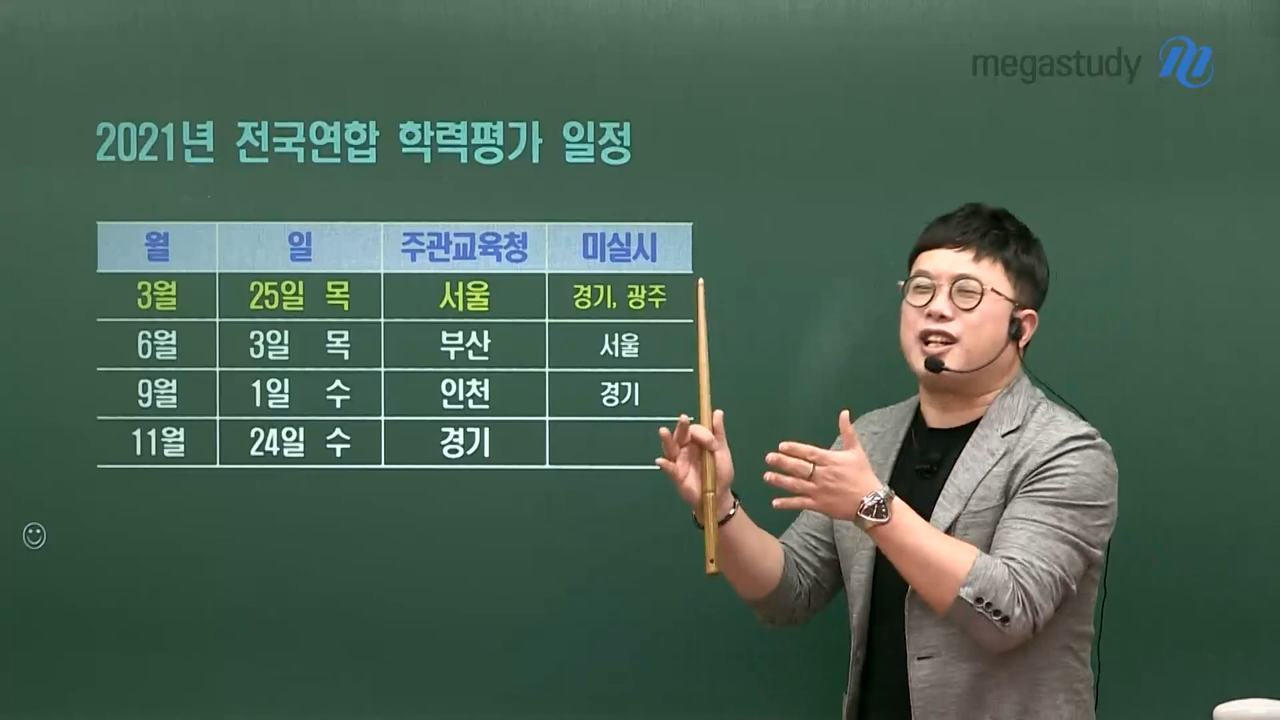 megastudy
2021년 전국연합 학력평가 일정
월 일 주관교육청 미실시
3월 25일 목 서울 경기, 광주
6월 3일 목 부산 서울
9월 1일 수 인천 경기
11월 24일 수 경기